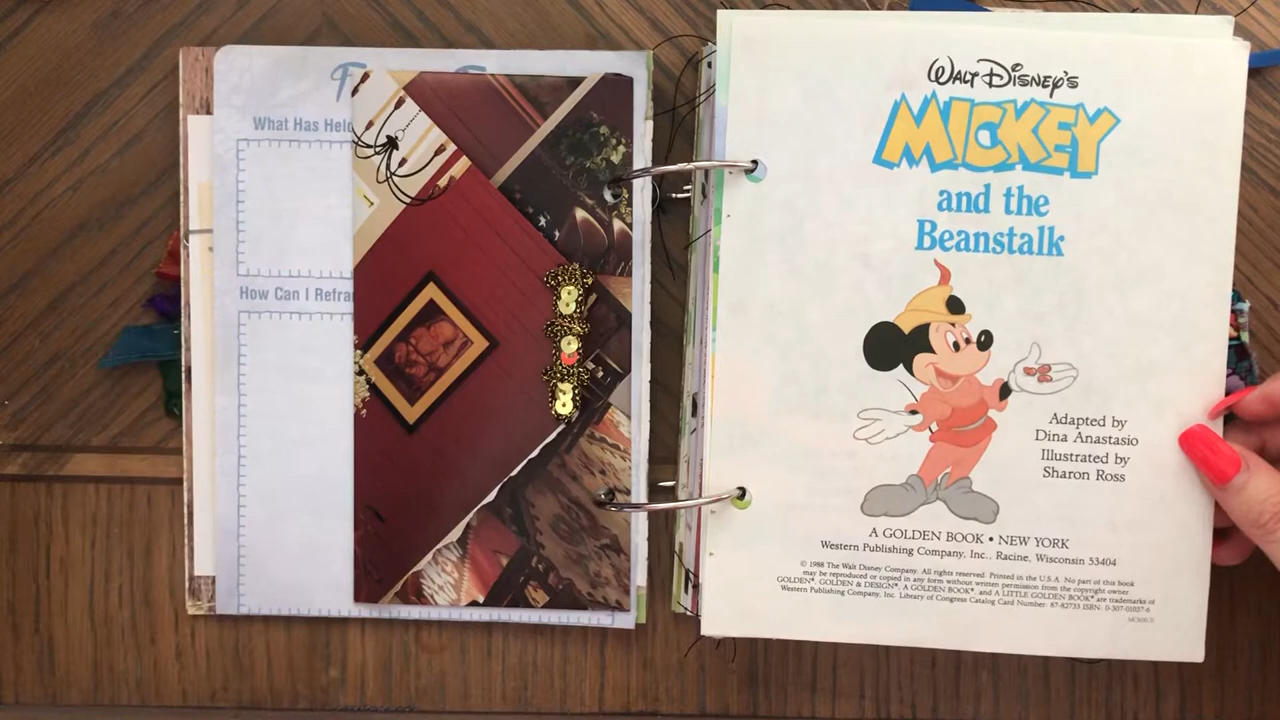 What Has Held
How Can I Refra
WALT DISNEY'S
MICKEY
and the
Beanstalk
Adapted by
Dina Anastasio
Illustrated by
Sharon Ross
A GOLDEN BOOK • NEW YORK
Western Publishing Company, Inc., Racine, Wisconsin 53404
© 1988 The Walt Disney Company. All rights reserved. Printed in the U.S.A. No part of this book
may be reproduced or copied in any form without written permission from the copyright owner.
GOLDEN®, GOLDEN & DESIGN®, A GOLDEN BOOK®, and A LITTLE GOLDEN BOOK® are trademarks of
Western Publishing Company, Inc. Library of Congress Catalog Card Number: 87-82733 ISBN: 0-307-01037-6